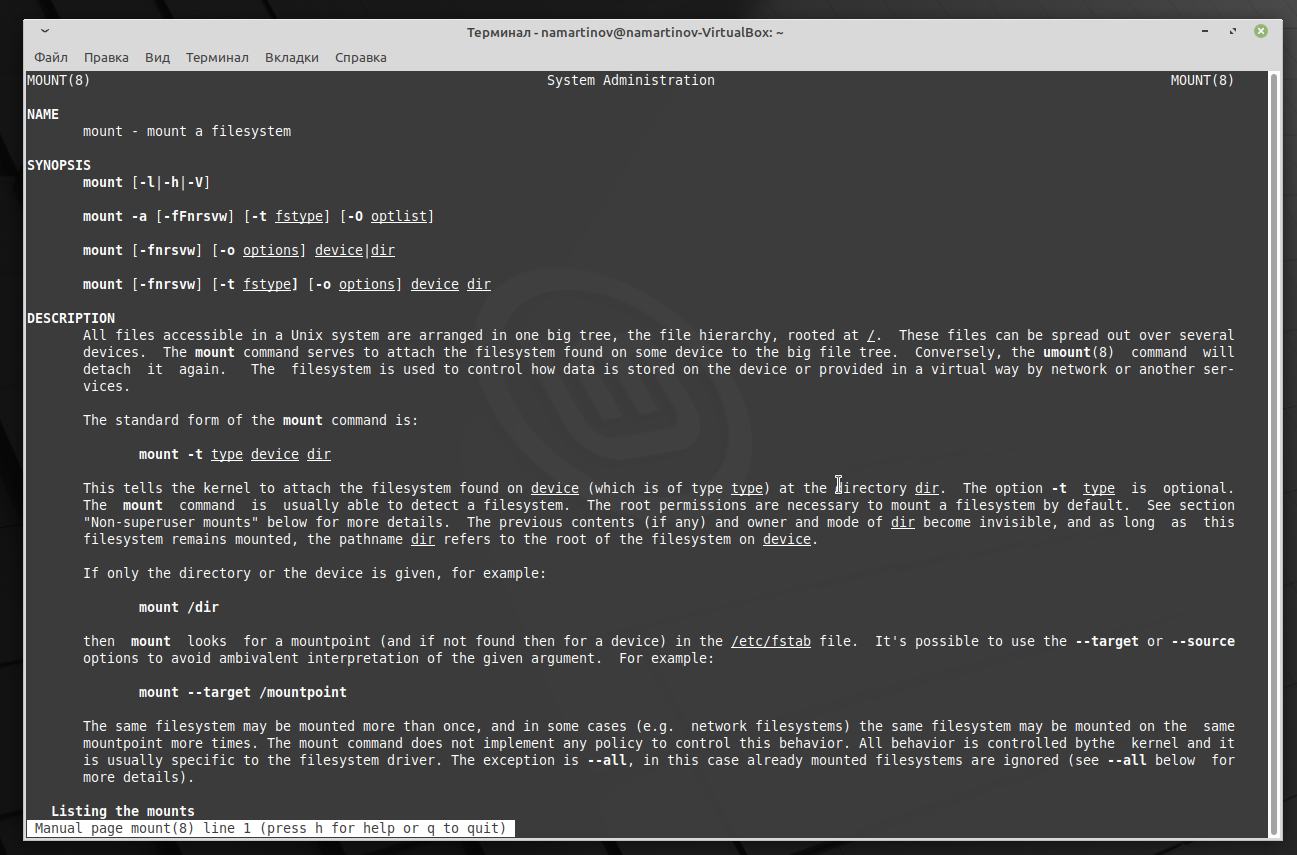 Терминал - namartinov@namartinov-VirtualBox: ~
Файл Правка Вид Терминал Вкладки Справка
MOUNT(8) System Administration MOUNT(8)
NAME
mount - mount a filesystem
SYNOPSIS
mount [-l|-h|-V]
mount -a [-fFnrsvw] [-t fstype] [-O optlist]
mount [-fnrsvw] [-o options] device|dir
mount [-fnrsvw] [-t fstype] [-o options] device dir
DESCRIPTION
All files accessible in a Unix system are arranged in one big tree, the file hierarchy, rooted at /. These files can be spread out over several
devices. The mount command serves to attach the filesystem found on some device to the big file tree. Conversely, the umount(8) command will
detach it again. The filesystem is used to control how data is stored on the device or provided in a virtual way by network or another ser-
vices.
The standard form of the mount command is:
mount -t type device dir
This tells the kernel to attach the filesystem found on device (which is of type type) at the directory dir. The option -t type is optional.
The mount command is usually able to detect a filesystem. The root permissions are necessary to mount a filesystem by default. See section
"Non-superuser mounts" below for more details. The previous contents (if any) and owner and mode of dir become invisible, and as long as this
filesystem remains mounted, the pathname dir refers to the root of the filesystem on device.
If only the directory or the device is given, for example:
mount /dir
then mount looks for a mountpoint (and if not found then for a device) in the /etc/fstab file. It's possible to use the --target or --source
options to avoid ambivalent interpretation of the given argument. For example:
mount --target /mountpoint
The same filesystem may be mounted more than once, and in some cases (e.g. network filesystems) the same filesystem may be mounted on the same
mountpoint more times. The mount command does not implement any policy to control this behavior. All behavior is controlled bythe kernel and it
is usually specific to the filesystem driver. The exception is --all, in this case already mounted filesystems are ignored (see --all below for
more details).
Listing the mounts
Manual page mount(8) line 1 (press h for help or q to quit)